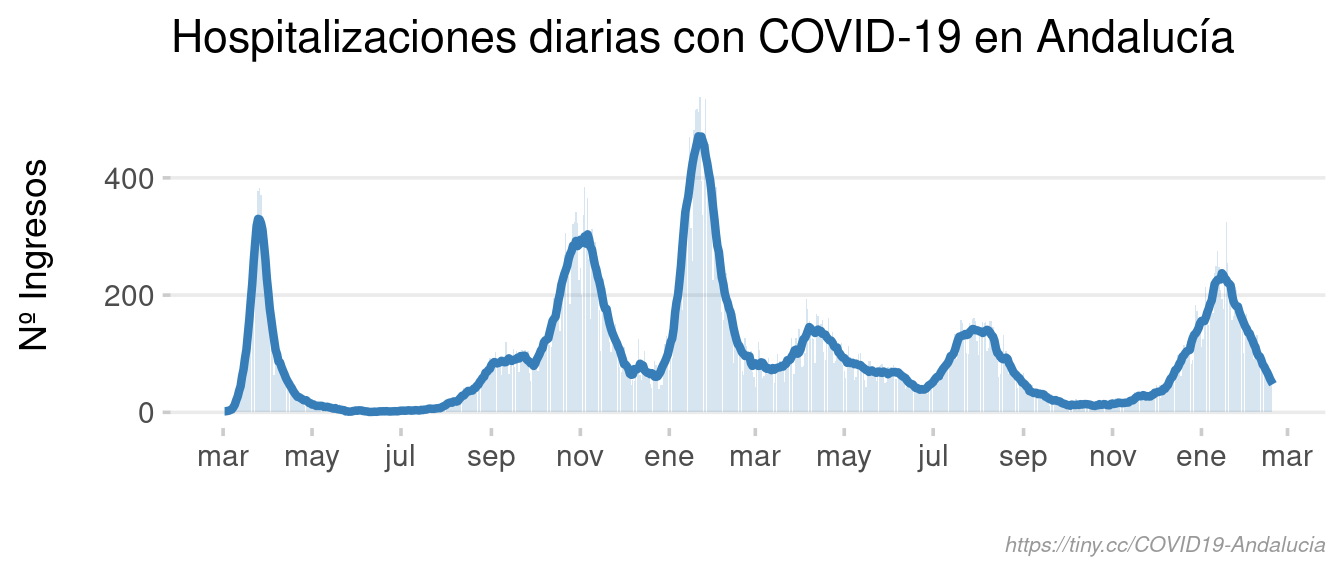 Hospitalizaciones diarias con COVID-19 en Andalucía
Nº Ingresos
400
200
0
mar may jul sep nov ene mar may jul sep nov ene mar
https://tiny.cc/COVID19-Andalucia